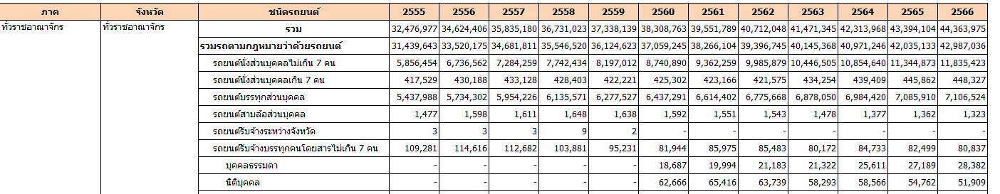 ภาค จังหวัด ชนิดรถยนต์ 2555 2556 2557 2558 2559 2560 2561 2562 2563 2564 2565 2566
ทั่วราชอาณาจักร ทั่วราชอาณาจักร รวม 32,476,977 34,624,406 35,835,180 36,731,023 37,338,139 38,308,763 39,551,789 40,712,048 41,471,345 42,313,968 43,394,104 44,363,975
รวมรถตามกฎหมายว่าด้วยรถยนต์ 31,439,643 33,520,175 34,681,811 35,546,520 36,124,623 37,059,245 38,266,104 39,396,745 40,145,368 40,971,246 42,035,133 42,987,036
รถยนต์นั่งส่วนบุคคลไม่เกิน 7 คน 5,856,454 6,736,562 7,284,259 7,742,434 8,197,012 8,740,890 9,362,259 9,985,879 10,446,505 10,854,640 11,344,873 11,835,423
รถยนต์นั่งส่วนบุคคลเกิน 7 คน 417,529 430,188 433,128 428,403 422,221 425,302 423,166 421,575 434,254 439,409 445,862 448,327
รถยนต์บรรทุกส่วนบุคคล 5,437,988 5,734,302 5,954,226 6,135,571 6,277,527 6,437,291 6,614,402 6,775,668 6,878,050 6,984,420 7,085,910 7,106,524
รถยนต์สามล้อส่วนบุคคล 1,477 1,598 1,611 1,648 1,638 1,592 1,551 1,543 1,478 1,377 1,362 1,323
รถยนต์รับจ้างระหว่างจังหวัด 3 3 3 9 2 - - - - - - -
รถยนต์รับจ้างบรรทุกคนโดยสารไม่เกิน 7 คน 109,281 114,616 112,682 103,881 95,231 81,944 85,975 85,483 80,172 84,733 82,499 80,837
บุคคลธรรมดา - - - - - 18,687 19,994 21,183 21,322 25,611 27,189 28,382
นิติบุคคล - - - - - 62,666 65,416 63,739 58,293 58,566 54,762 51,909